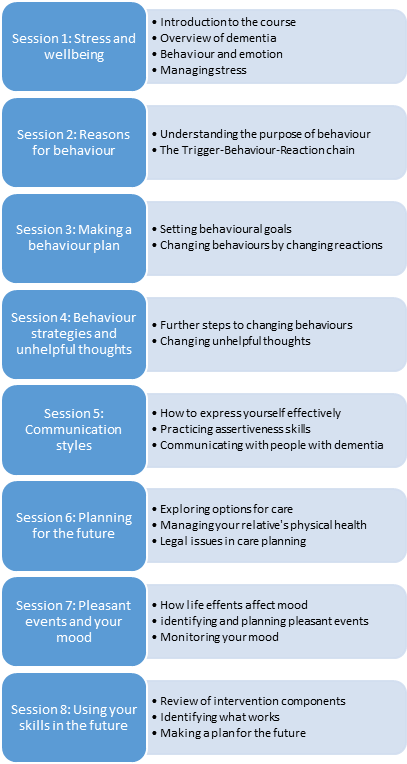 Session 1: Stress and
wellbeing
• Introduction to the course
• Overview of dementia
• Behaviour and emotion
• Managing stress
Session 2: Reasons
for behaviour
• Understanding the purpose of behaviour
• The Trigger-Behaviour-Reaction chain
Session 3: Making a
behaviour plan
• Setting behavioural goals
• Changing behaviours by changing reactions
Session 4: Behaviour
strategies and
unhelpful thoughts
• Further steps to changing behaviours
• Changing unhelpful thoughts
Session 5:
Communication
styles
• How to express yourself effectively
• Practicing assertiveness skills
• Communicating with people with dementia
Session 6: Planning
for the future
• Exploring options for care
• Managing your relative's physical health
• Legal issues in care planning
Session 7: Pleasant
events and your
mood
• How life effents affect mood
• identifying and planning pleasant events
• Monitoring your mood
Session 8: Using your
skills in the future
• Review of intervention components
• Identifying what works
• Making a plan for the future